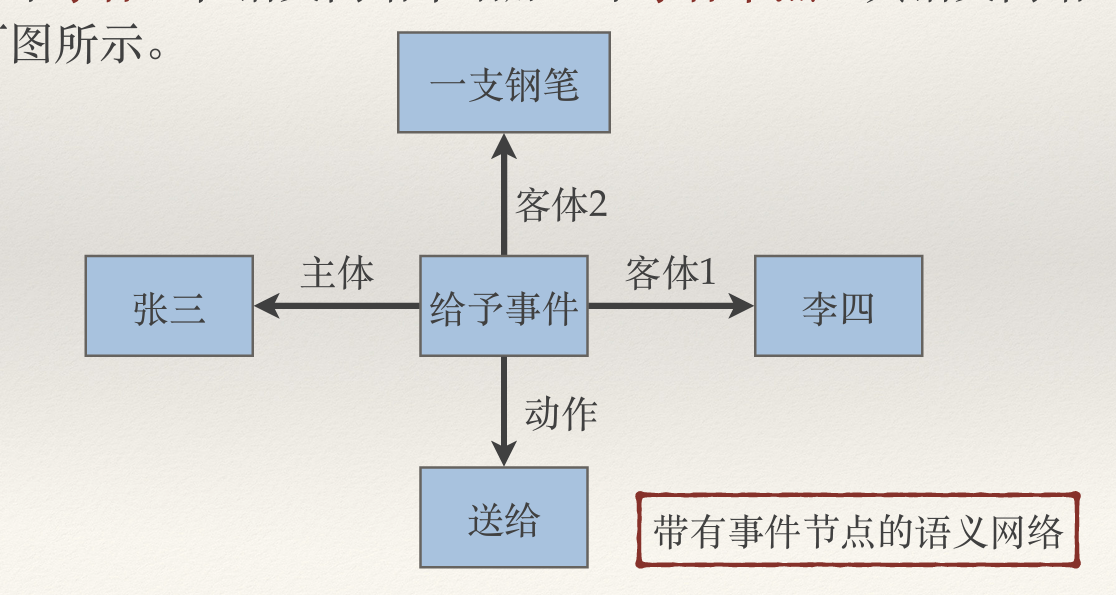 图所示。
一支钢笔
客体2
主体
客体1
张三
给予事件
李四
动作
送给
带有事件节点的语义网络